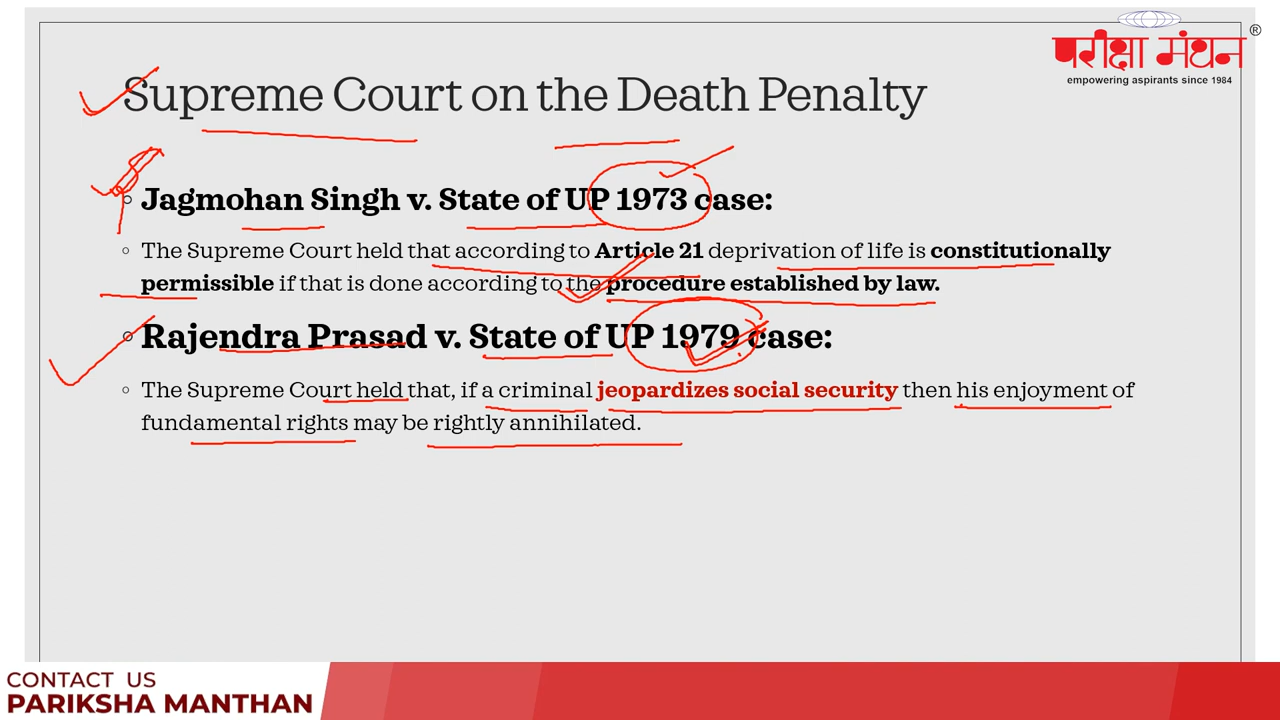 परीक्षा मंथन ®
empowering aspirants since 1984
Supreme Court on the Death Penalty
Jagmohan Singh v. State of UP 1973 case:
The Supreme Court held that according to Article 21 deprivation of life is constitutionally
permissible if that is done according to the procedure established by law.
Rajendra Prasad v. State of UP 1979 case:
The Supreme Court held that, if a criminal jeopardizes social security then his enjoyment of
fundamental rights may be rightly annihilated.
CONTACT US
PARIKSHA MANTHAN